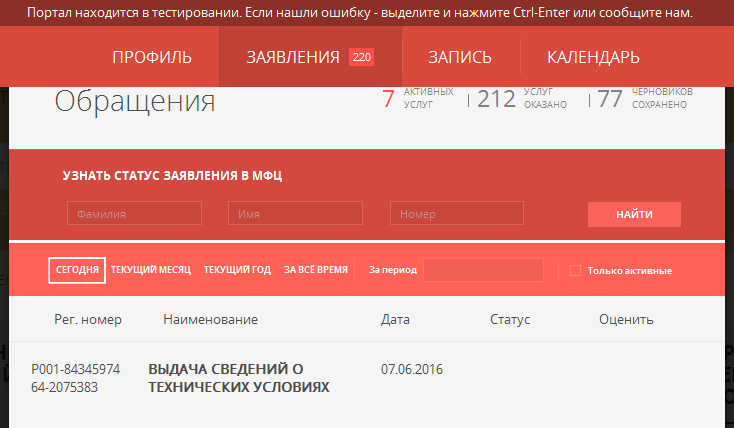 Портал находится в тестировании. Если нашли ошибку - выделите и нажмите Ctrl-Enter или сообщите нам.
ПРОФИЛЬ ЗАЯВЛЕНИЯ 220 ЗАПИСЬ КАЛЕНДАРЬ
Обращения 7 АКТИВНЫХ УСЛУГ 212 УСЛУГ ОКАЗАНО 77 ЧЕРНОВИКОВ СОХРАНЕНО
УЗНАТЬ СТАТУС ЗАЯВЛЕНИЯ В МФЦ
Фамилия Имя Номер НАЙТИ
СЕГОДНЯ ТЕКУЩИЙ МЕСЯЦ ТЕКУЩИЙ ГОД ЗА ВСЁ ВРЕМЯ За период Только активные
Рег. номер Наименование Дата Статус Оценить
P001-84345974 ВЫДАЧА СВЕДЕНИЙ О 07.06.2016
64-2075383 ТЕХНИЧЕСКИХ УСЛОВИЯХ